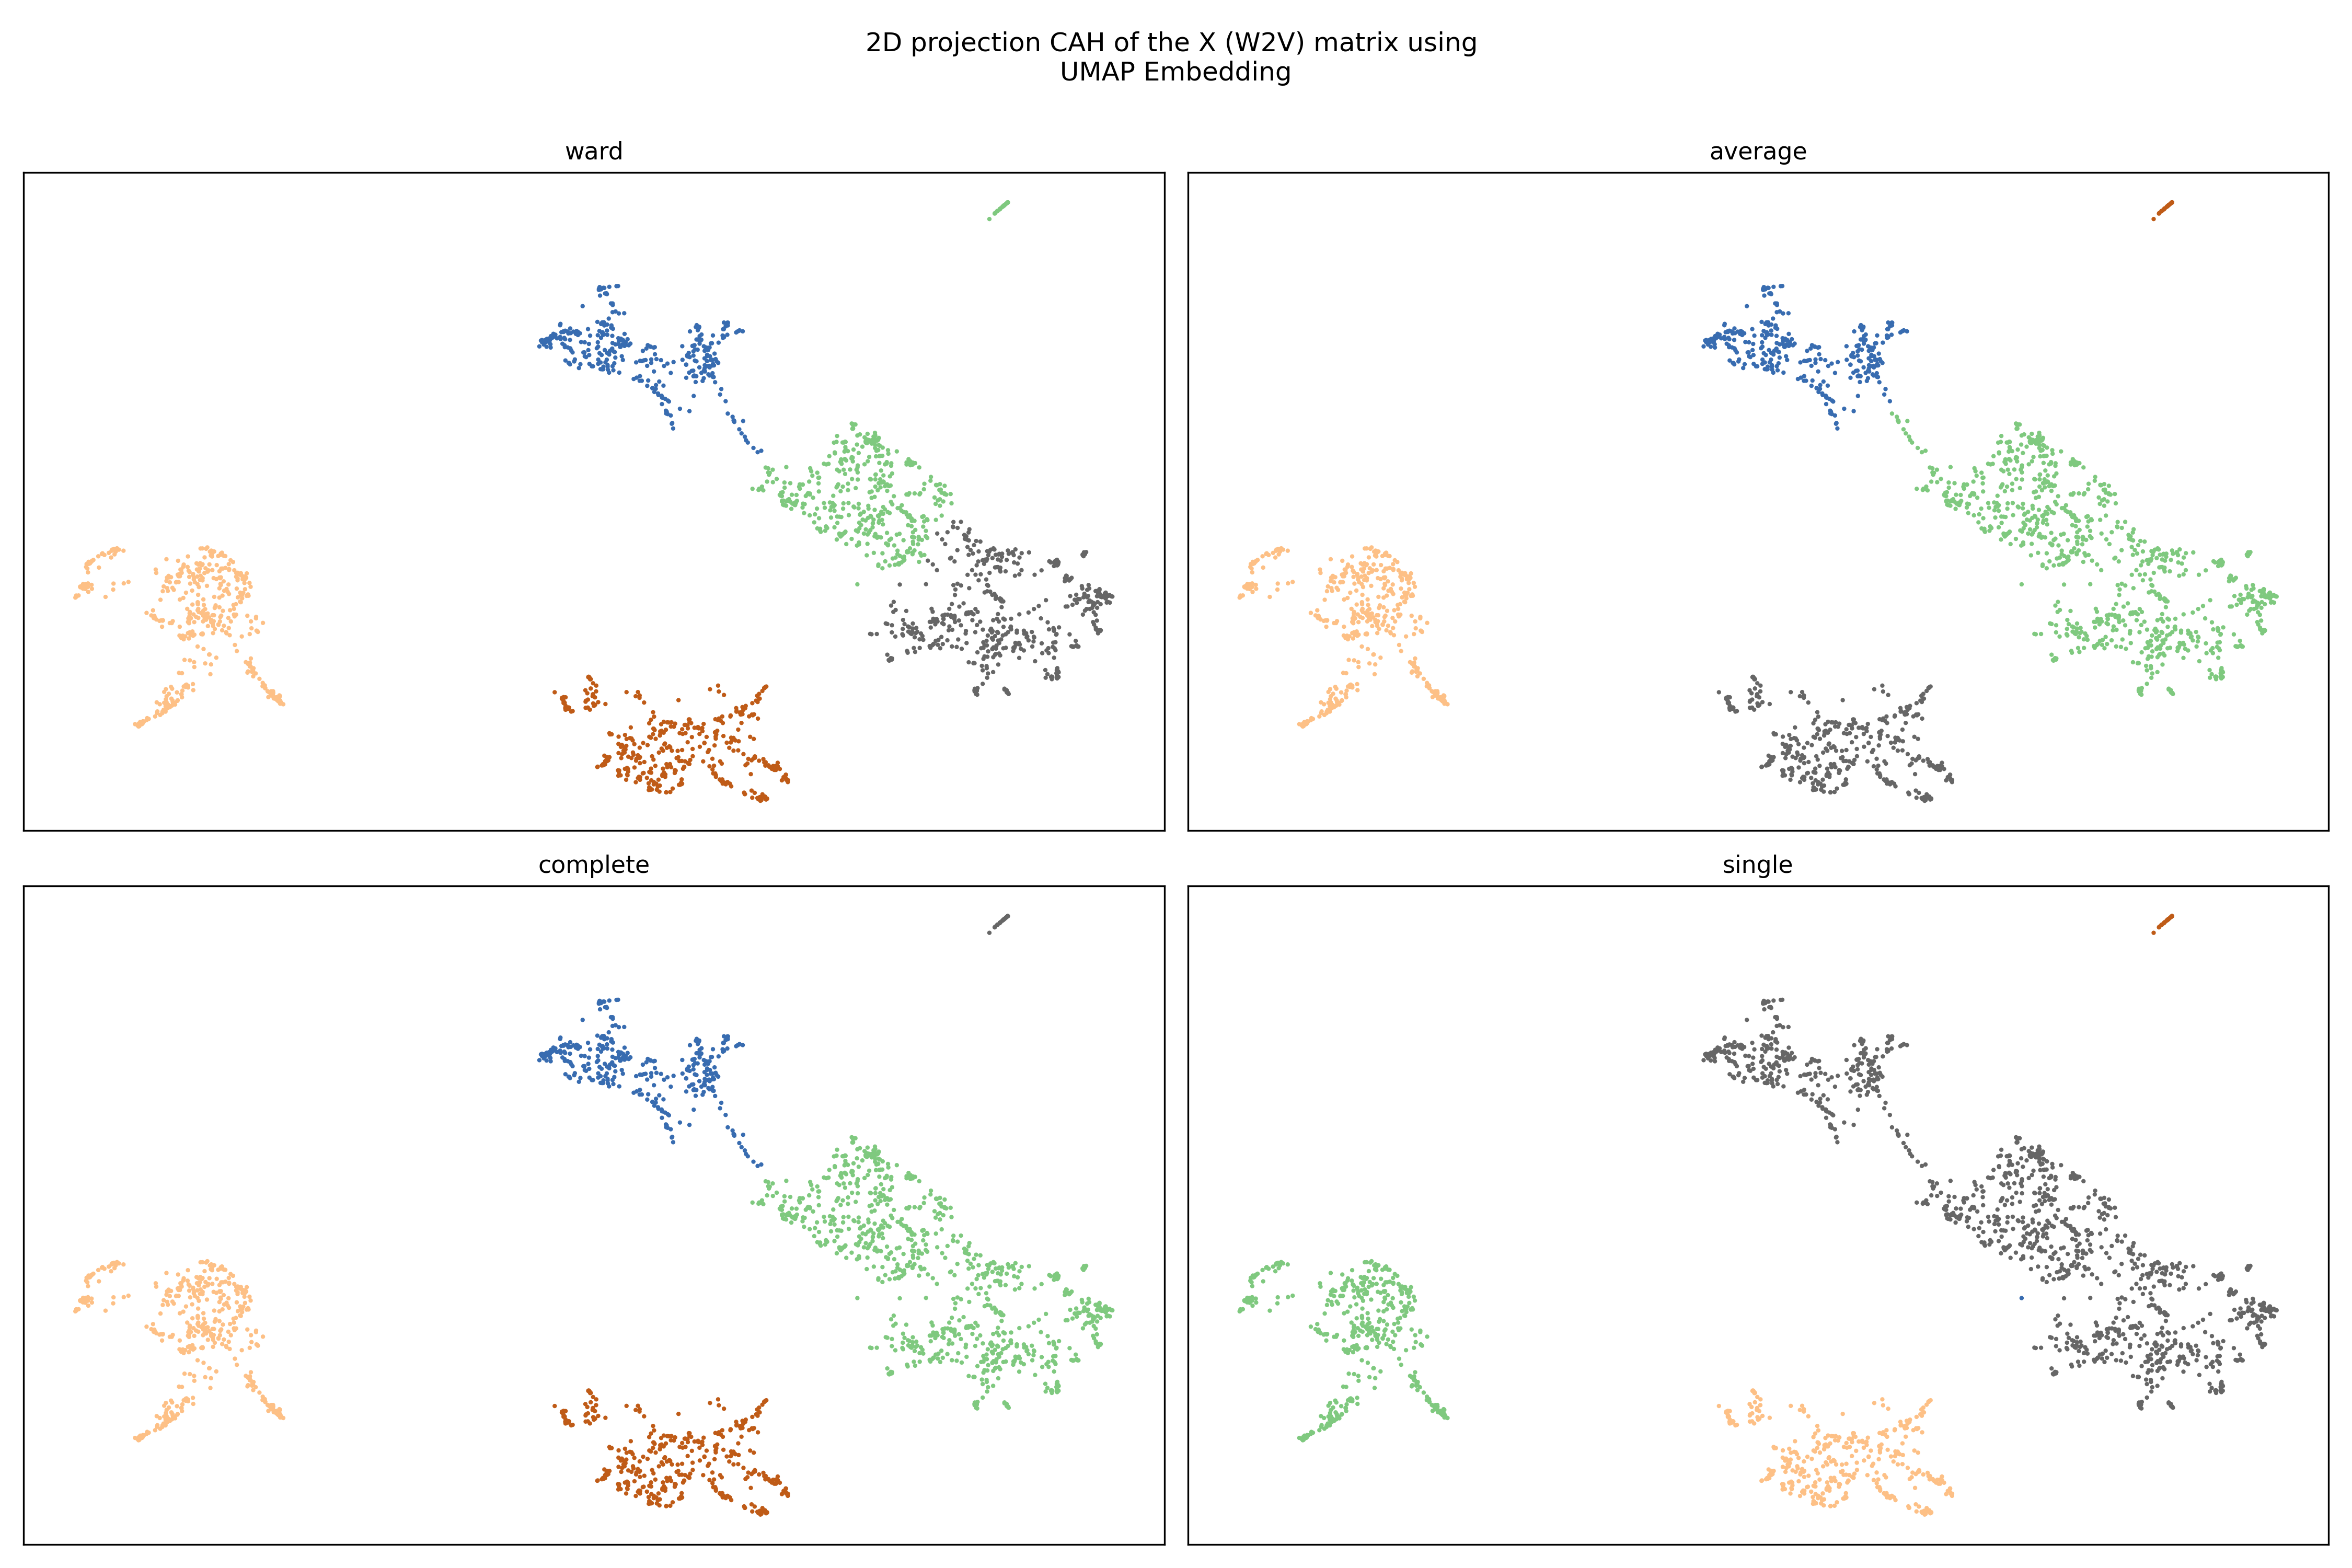 2D projection CAH of the X (W2V) matrix using
UMAP Embedding
ward
average
complete
single